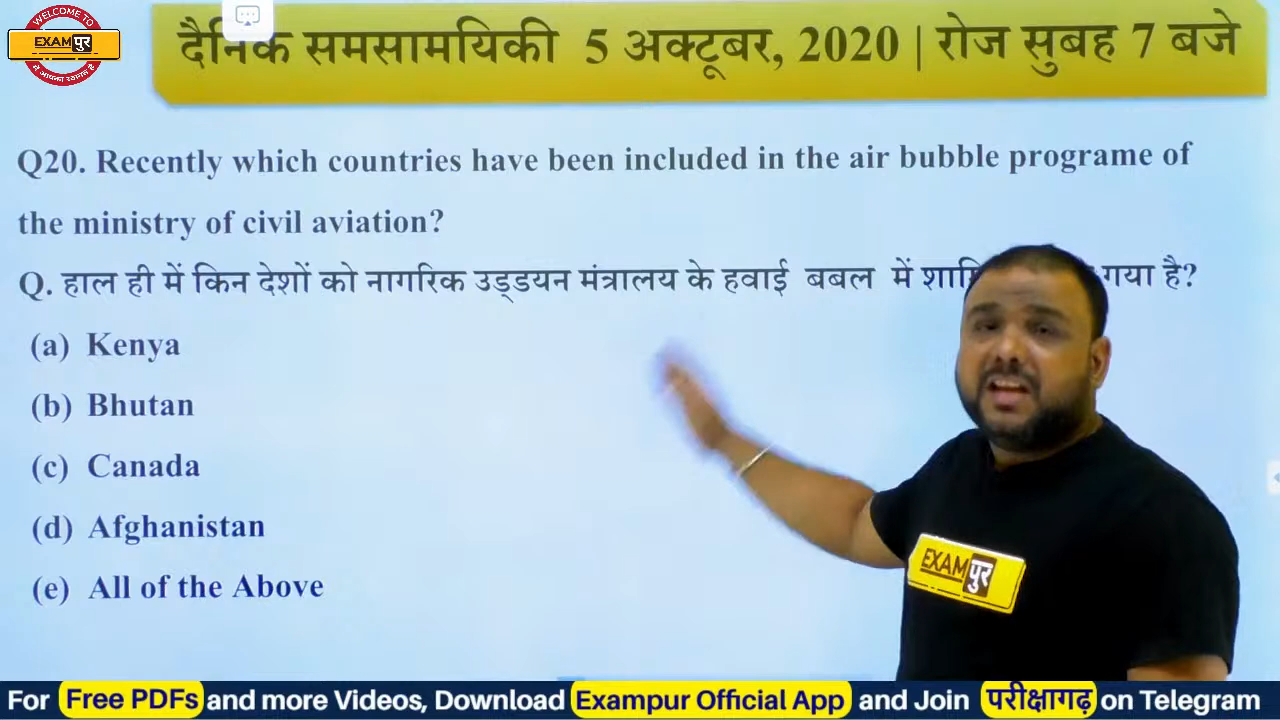 WELCOME TO
EXAMपुर
दैनिक समसामयिकी 5 अक्टूबर, 2020 | रोज सुबह 7 बजे
Q20. Recently which countries have been included in the air bubble programe of
the ministry of civil aviation?
Q. हाल ही में किन देशों को नागरिक उड्डयन मंत्रालय के हवाई बबल में गया है?
(a) Kenya
(b) Bhutan
(c) Canada
(d) Afghanistan
(e) All of the Above
EXAMपुर
For Free PDFs and more Videos, Download Exampur Official App and Join परीक्षागढ़ on Telegram